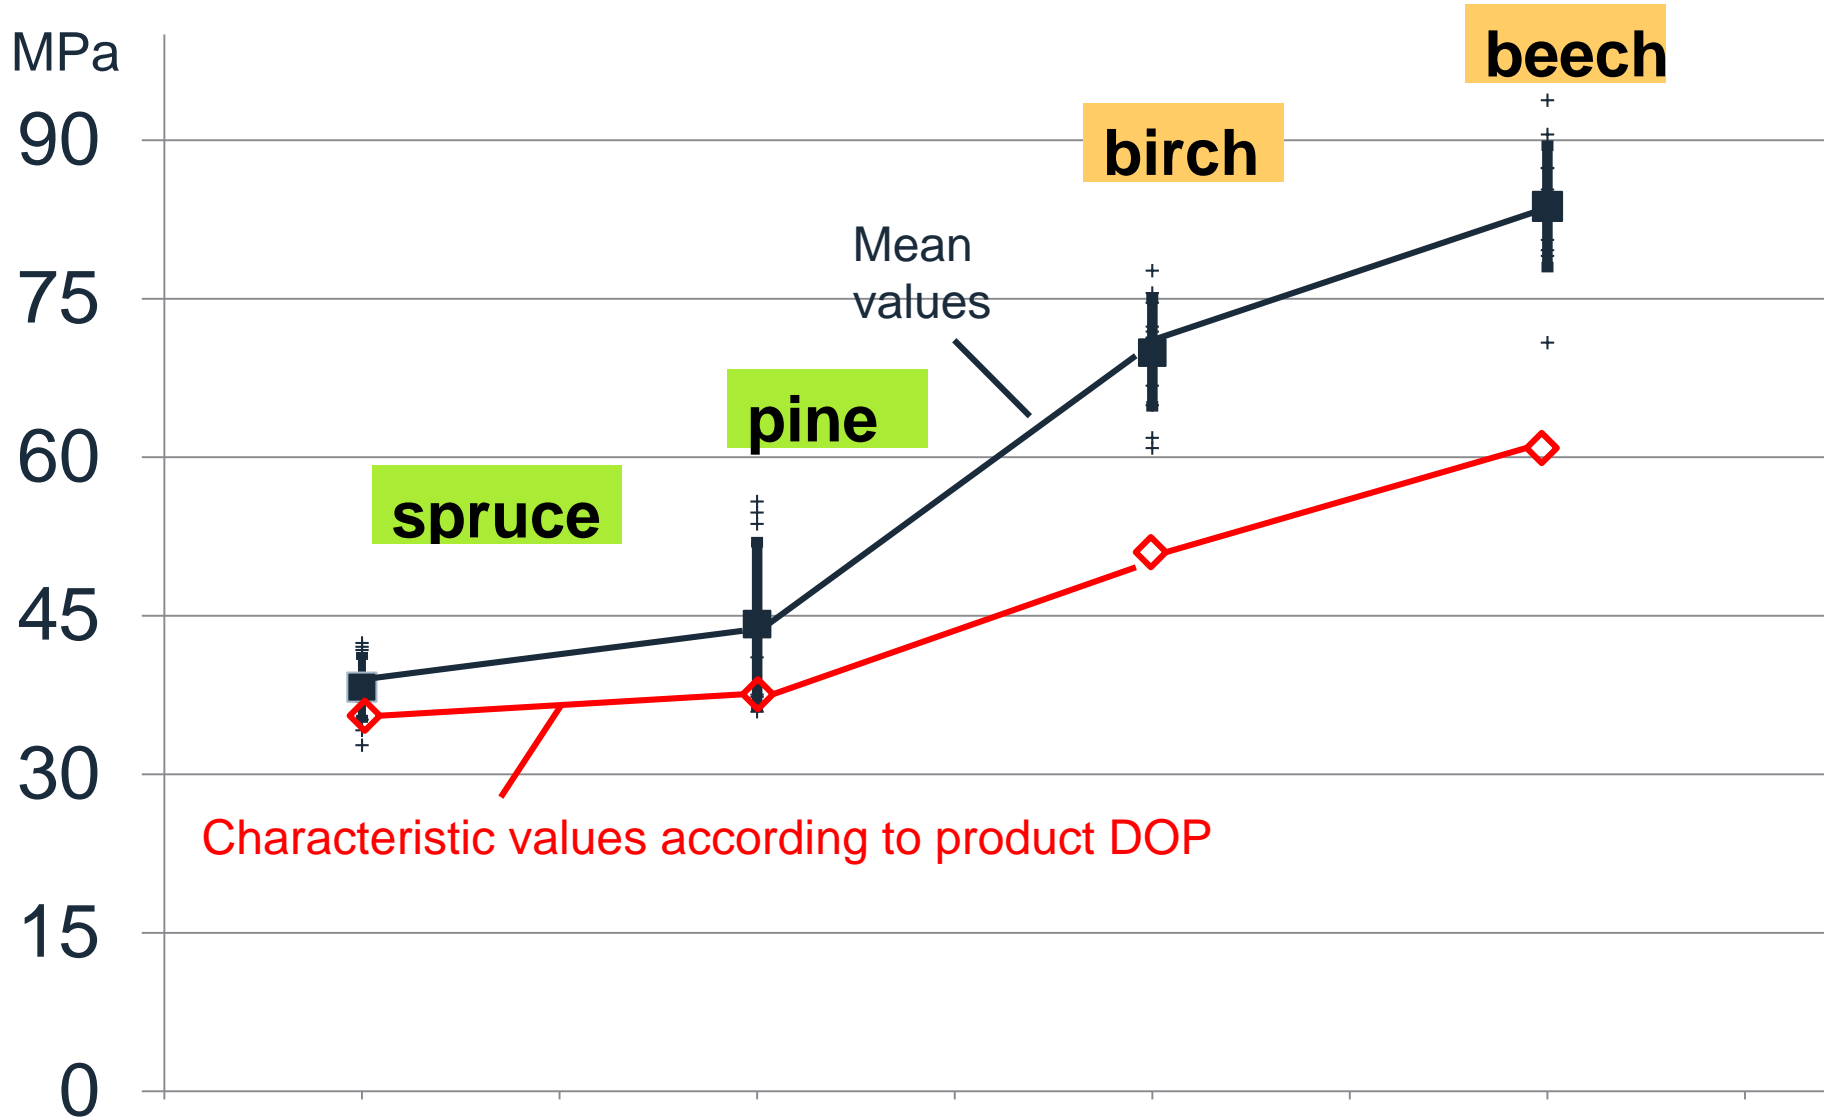 MPa
beech
90
birch
Mean
values
75
pine
60
spruce
45
30
Characteristic values according to product DOP
15
0